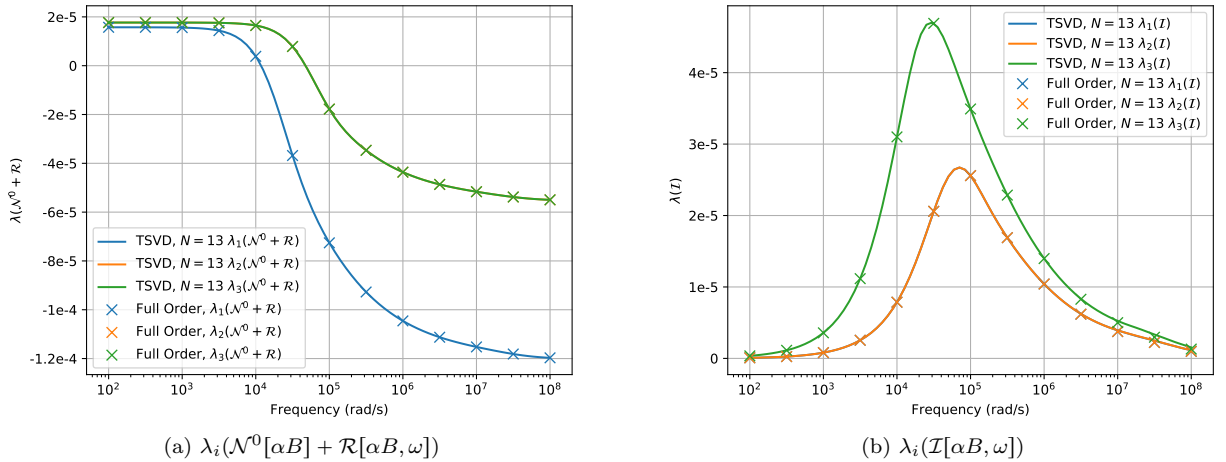 2e-5
0
-2e-5
-4e-5
-6e-5
-8e-5
-1e-4
-1.2e-4
λ(𝒩⁰ + ℛ)
TSVD, N = 13 λ₁(𝒩⁰ + ℛ)
TSVD, N = 13 λ₂(𝒩⁰ + ℛ)
TSVD, N = 13 λ₃(𝒩⁰ + ℛ)
Full Order, λ₁(𝒩⁰ + ℛ)
Full Order, λ₂(𝒩⁰ + ℛ)
Full Order, λ₃(𝒩⁰ + ℛ)
10² 10³ 10⁴ 10⁵ 10⁶ 10⁷ 10⁸
Frequency (rad/s)
(a) λᵢ(𝒩⁰[αB] + ℛ[αB, ω])
4e-5
3e-5
2e-5
1e-5
0
λ(ℐ)
TSVD, N = 13 λ₁(ℐ)
TSVD, N = 13 λ₂(ℐ)
TSVD, N = 13 λ₃(ℐ)
Full Order, N = 13 λ₁(ℐ)
Full Order, N = 13 λ₂(ℐ)
Full Order, N = 13 λ₃(ℐ)
10² 10³ 10⁴ 10⁵ 10⁶ 10⁷ 10⁸
Frequency (rad/s)
(b) λᵢ(ℐ[αB, ω])